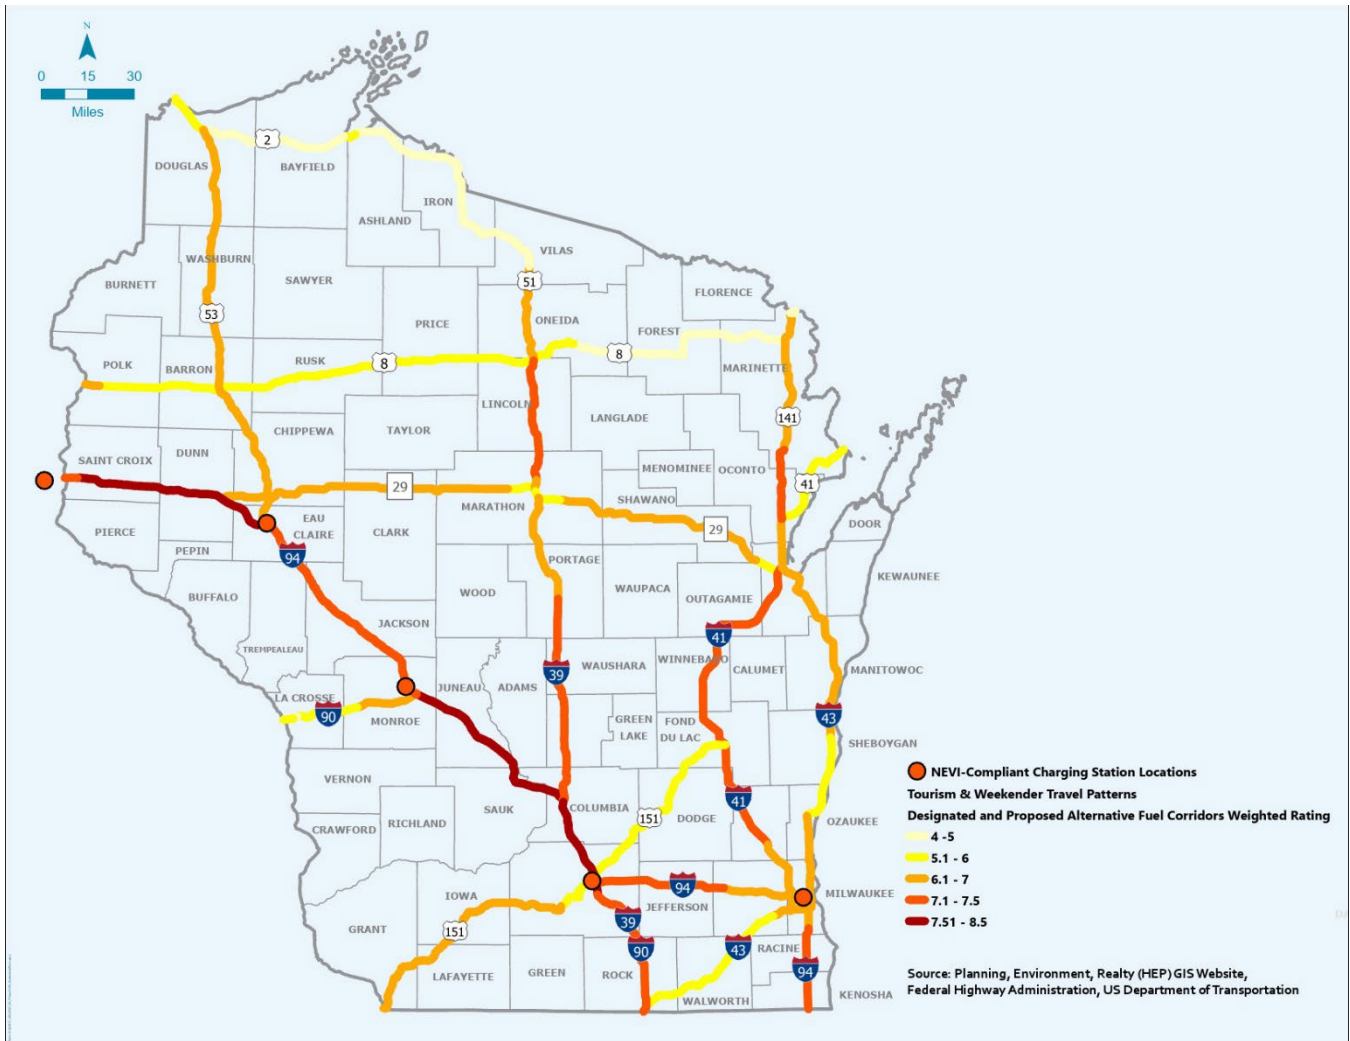 N
0 15 30
Miles
2
DOUGLAS
BAYFIELD
IRON
ASHLAND
VILAS
WASHBURN
SAWYER
51
BURNETT
FLORENCE
53
PRICE
ONEIDA
FOREST
8
8
POLK
BARRON
RUSK
MARINETTE
LINCOLN
LANGLADE
141
CHIPPEWA
TAYLOR
DUNN
SAINT CROIX
MENOMINEE
OCONTO
41
29
SHAWANO
MARATHON
EAU
CLAIRE
CLARK
29
DOOR
PIERCE
94
PEPIN
PORTAGE
KEWAUNEE
WOOD
WAUPACA
BUFFALO
OUTAGAMIE
JACKSON
41
TREMPEALEAU
WINNEBAGO
WAUSHARA
CALUMET
MANITOWOC
39
JUNEAU
ADAMS
LA CROSSE
90
MONROE
GREEN
LAKE
FOND
DU LAC
43
SHEBOYGAN
VERNON
41
SAUK
COLUMBIA
151
DODGE
OZAUKEE
RICHLAND
CRAWFORD
94
IOWA
MILWAUKEE
JEFFERSON
GRANT
151
39
90
43
RACINE
94
LAFAYETTE
GREEN
ROCK
WALWORTH
KENOSHA
NEVI-Compliant Charging Station Locations
Tourism & Weekender Travel Patterns
Designated and Proposed Alternative Fuel Corridors Weighted Rating
4 -5
5.1 - 6
6.1 - 7
7.1 - 7.5
7.51 - 8.5
Source: Planning, Environment, Realty (HEP) GIS Website,
Federal Highway Administration, US Department of Transportation